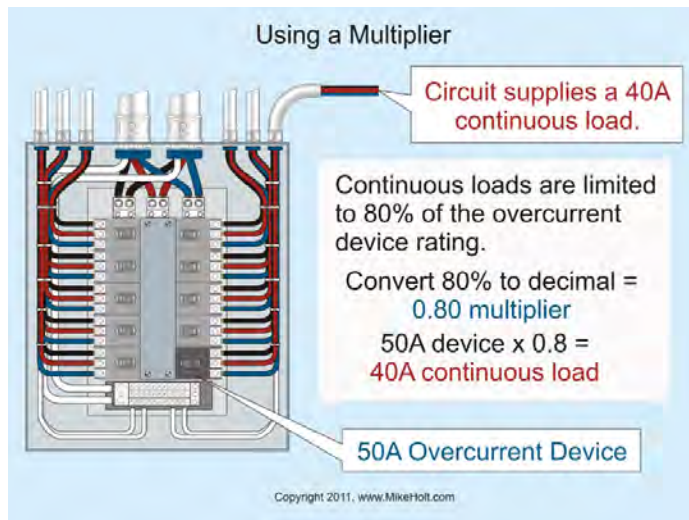 Using a Multiplier
Circuit supplies a 40A
continuous load.
Continuous loads are limited
to 80% of the overcurrent
device rating.
Convert 80% to decimal =
0.80 multiplier
50A device x 0.8 =
40A continuous load
50A Overcurrent Device
Copyright 2011, www.MikeHolt.com